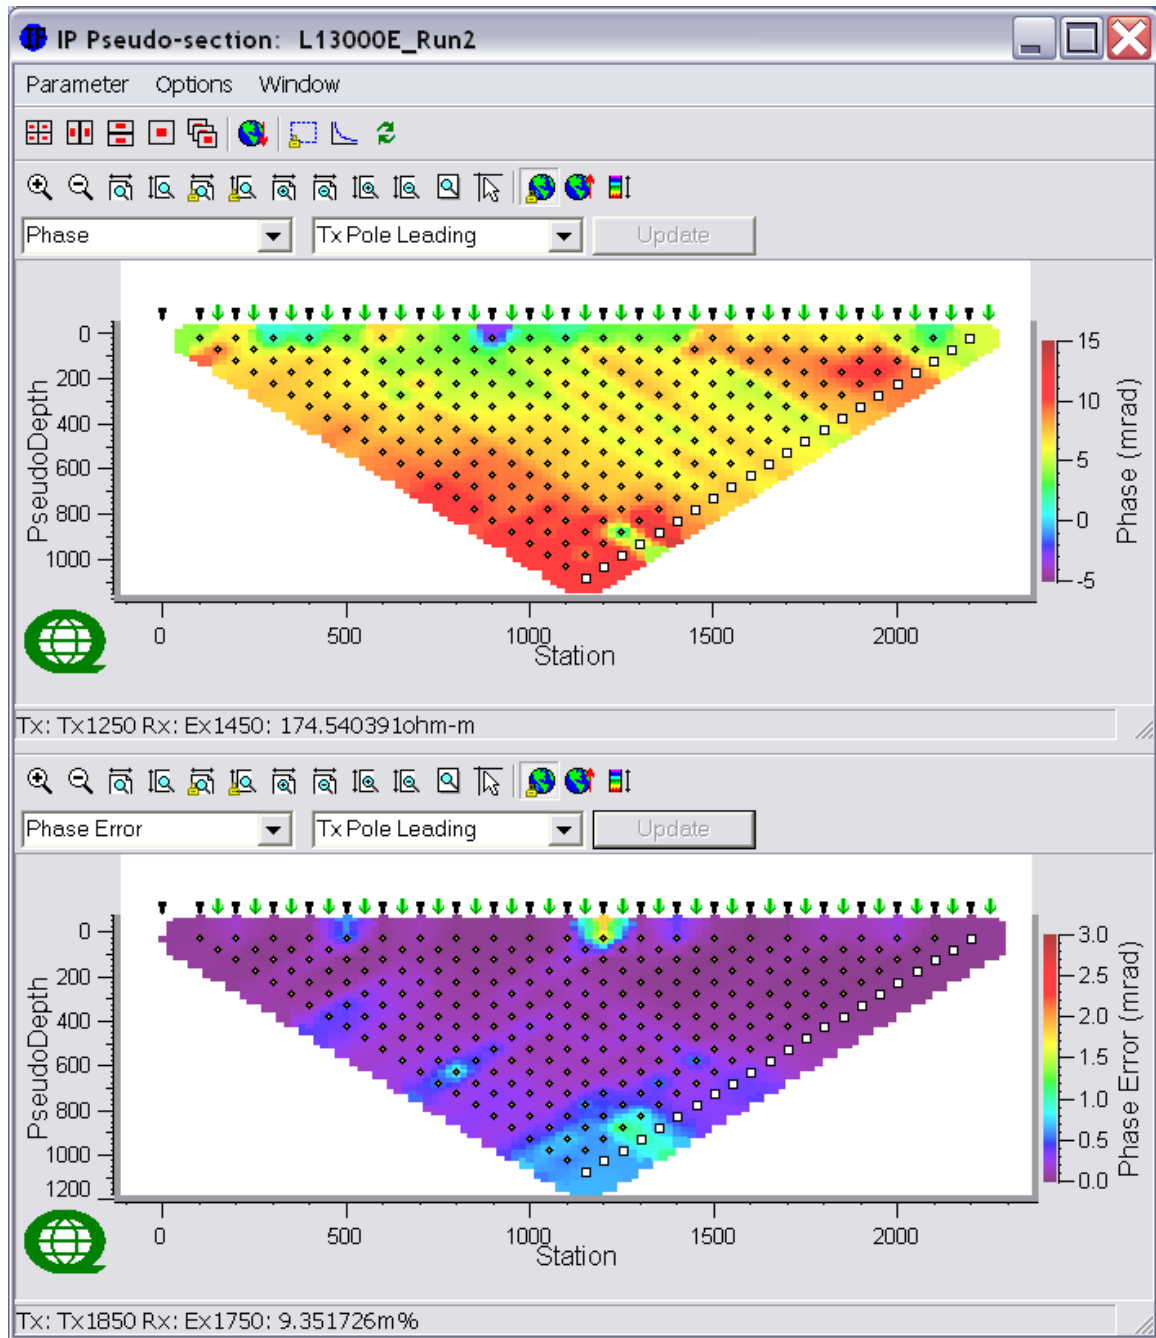 IP Pseudo-section: L13000E_Run2
Parameter Options Window
Phase Tx Pole Leading Update
0
200
400
600
800
1000
PseudoDepth
15
10
5
0
-5
Phase (mrad)
0 500 1000 1500 2000
Station
Tx: Tx1250 Rx: Ex1450: 174.540391ohm-m
Phase Error Tx Pole Leading Update
0
200
400
600
800
1000
1200
PseudoDepth
3.0
2.5
2.0
1.5
1.0
0.5
0.0
Phase Error (mrad)
0 500 1000 1500 2000
Station
Tx: Tx1850 Rx: Ex1750: 9.351726m%